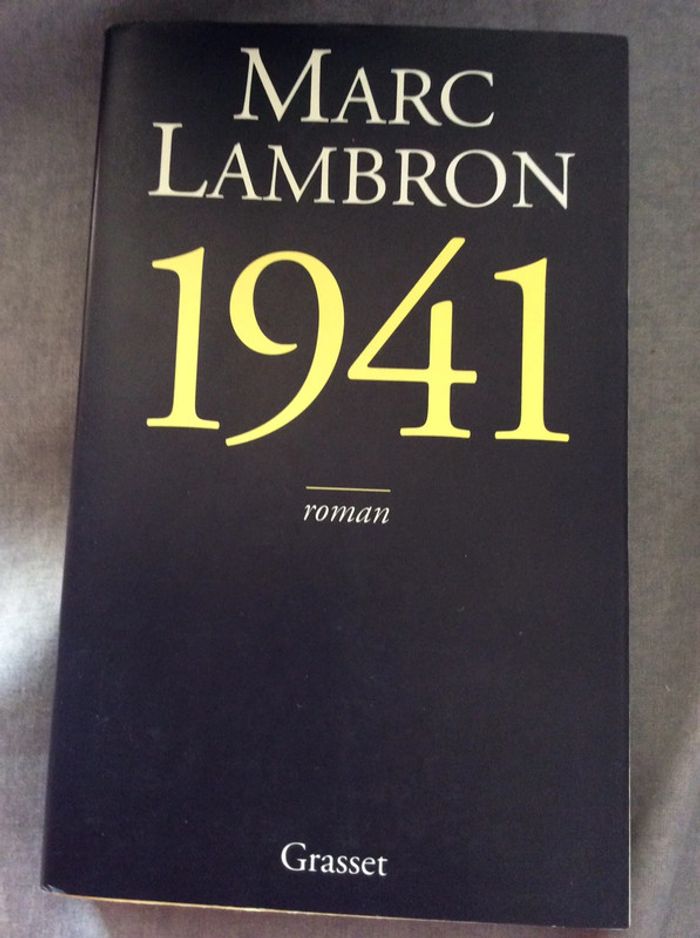 MARC
LAMBRON
1941
roman
Grasset